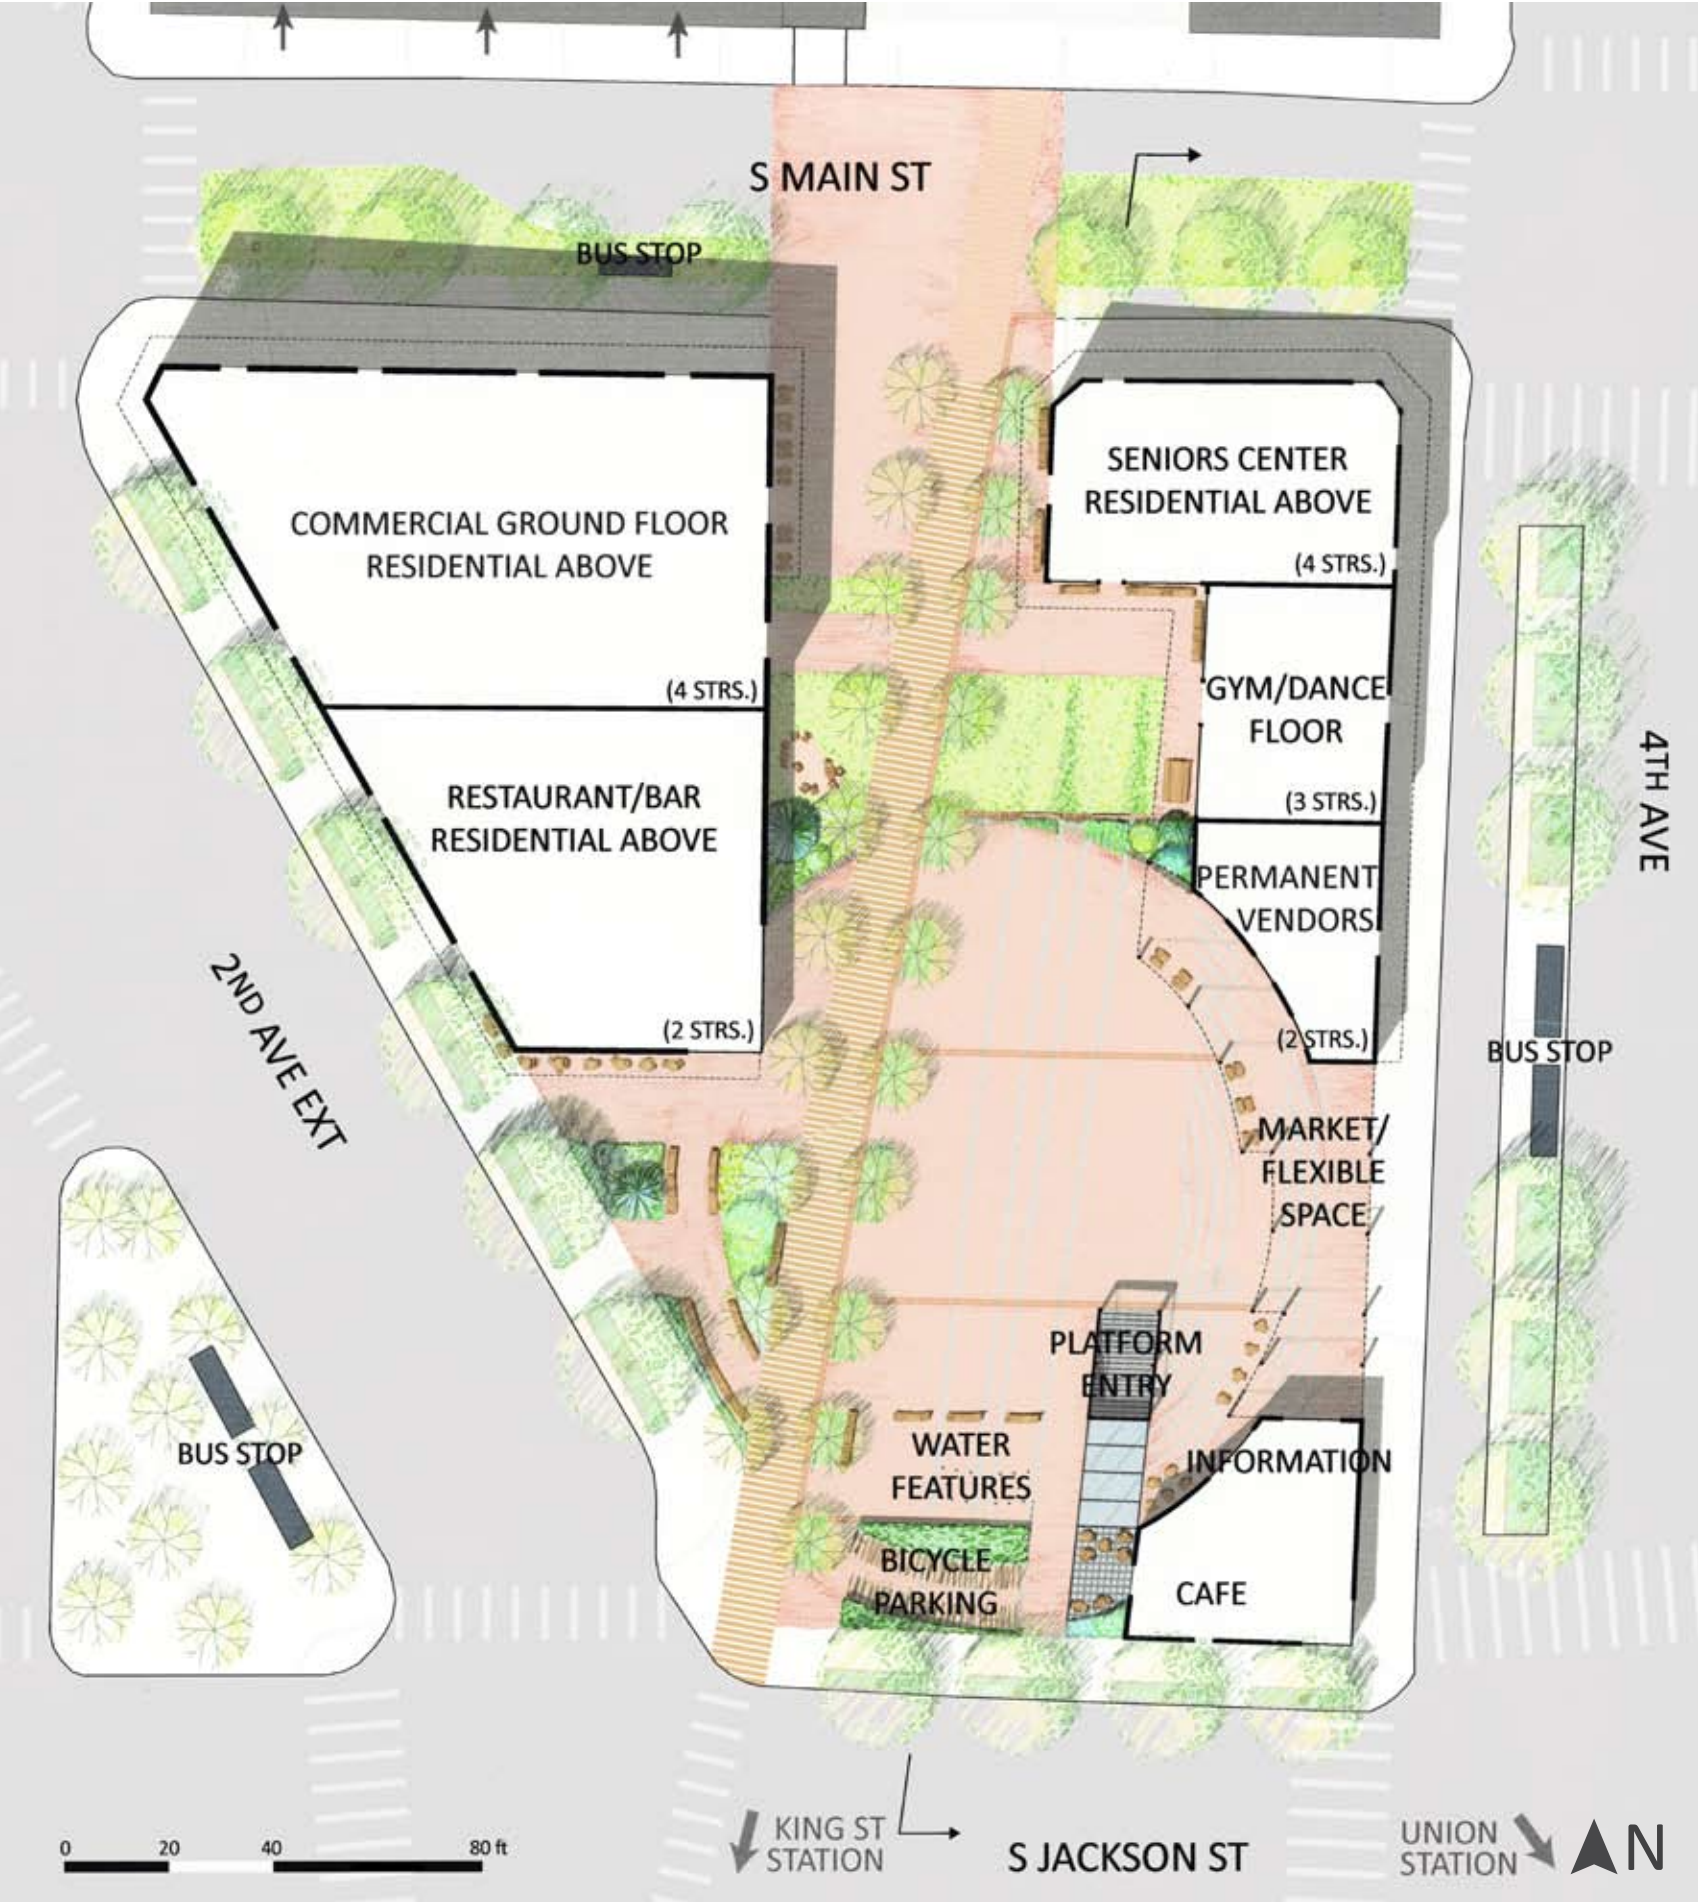 S MAIN ST
BUS STOP
SENIORS CENTER
RESIDENTIAL ABOVE
(4 STRS.)
COMMERCIAL GROUND FLOOR
RESIDENTIAL ABOVE
(4 STRS.)
GYM/DANCE
FLOOR
(3 STRS.)
4TH AVE
RESTAURANT/BAR
RESIDENTIAL ABOVE
(2 STRS.)
PERMANENT
VENDORS
(2 STRS.)
2ND AVE EXT
BUS STOP
MARKET/
FLEXIBLE
SPACE
PLATFORM
ENTRY
BUS STOP
WATER
FEATURES
INFORMATION
BICYCLE
PARKING
CAFE
0 20 40 80 ft
KING ST
STATION
S JACKSON ST
UNION
STATION
N